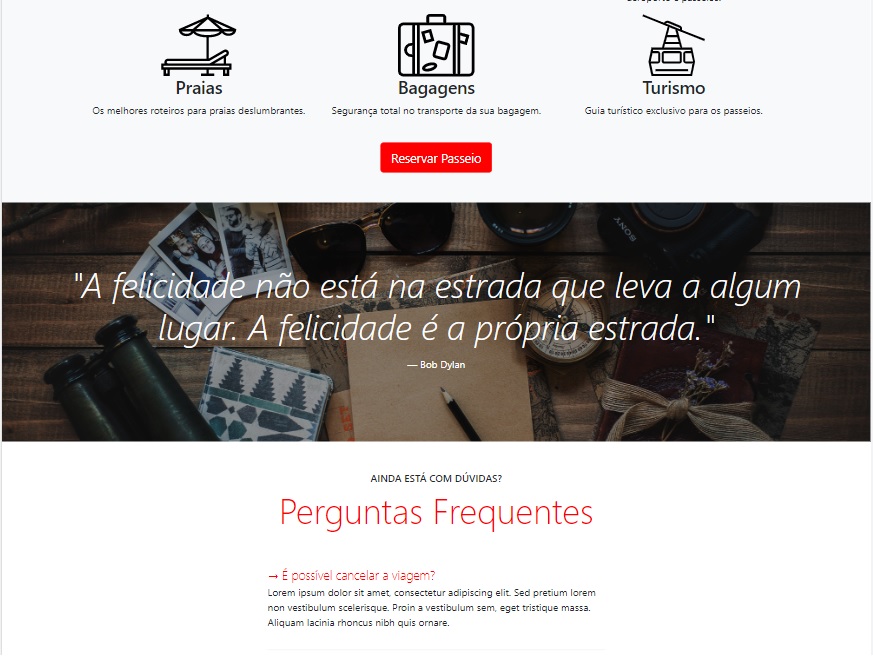 Praias
Bagagens
Turismo
Os melhores roteiros para praias deslumbrantes.
Segurança total no transporte da sua bagagem.
Guia turístico exclusivo para os passeios.
Reservar Passeio
SONY
"A felicidade não está na estrada que leva a algum
lugar. A felicidade é a própria estrada."
— Bob Dylan
AINDA ESTÁ COM DÚVIDAS?
Perguntas Frequentes
→ É possível cancelar a viagem?
Lorem ipsum dolor sit amet, consectetur adipiscing elit. Sed pretium lorem
non vestibulum scelerisque. Proin a vestibulum sem, eget tristique massa.
Aliquam lacinia rhoncus nibh quis ornare.